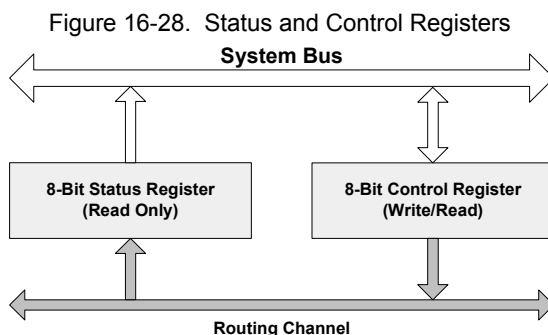 Figure 16-28. Status and Control Registers
System Bus
8-Bit Status Register
(Read Only)
8-Bit Control Register
(Write/Read)
Routing Channel